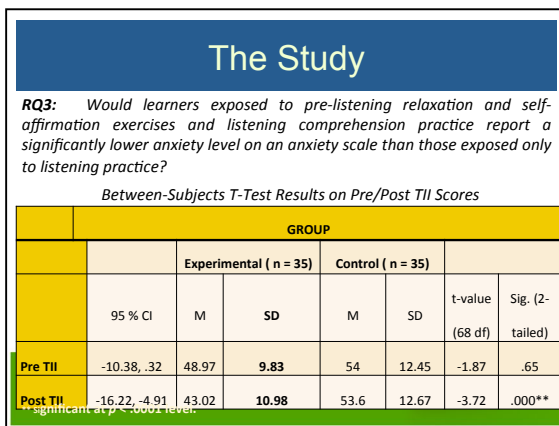 The Study
RQ3: Would learners exposed to pre-listening relaxation and self-
affirmation exercises and listening comprehension practice report a
significantly lower anxiety level on an anxiety scale than those exposed only
to listening practice?
Between-Subjects T-Test Results on Pre/Post TII Scores
GROUP
Experimental ( n = 35) Control ( n = 35)
95 % CI M SD M SD t-value (68 df) Sig. (2-tailed)
Pre TII -10.38, .32 48.97 9.83 54 12.45 -1.87 .65
Post TII -16.22, -4.91 43.02 10.98 53.6 12.67 -3.72 .000**
**significant at p < .0001 level.